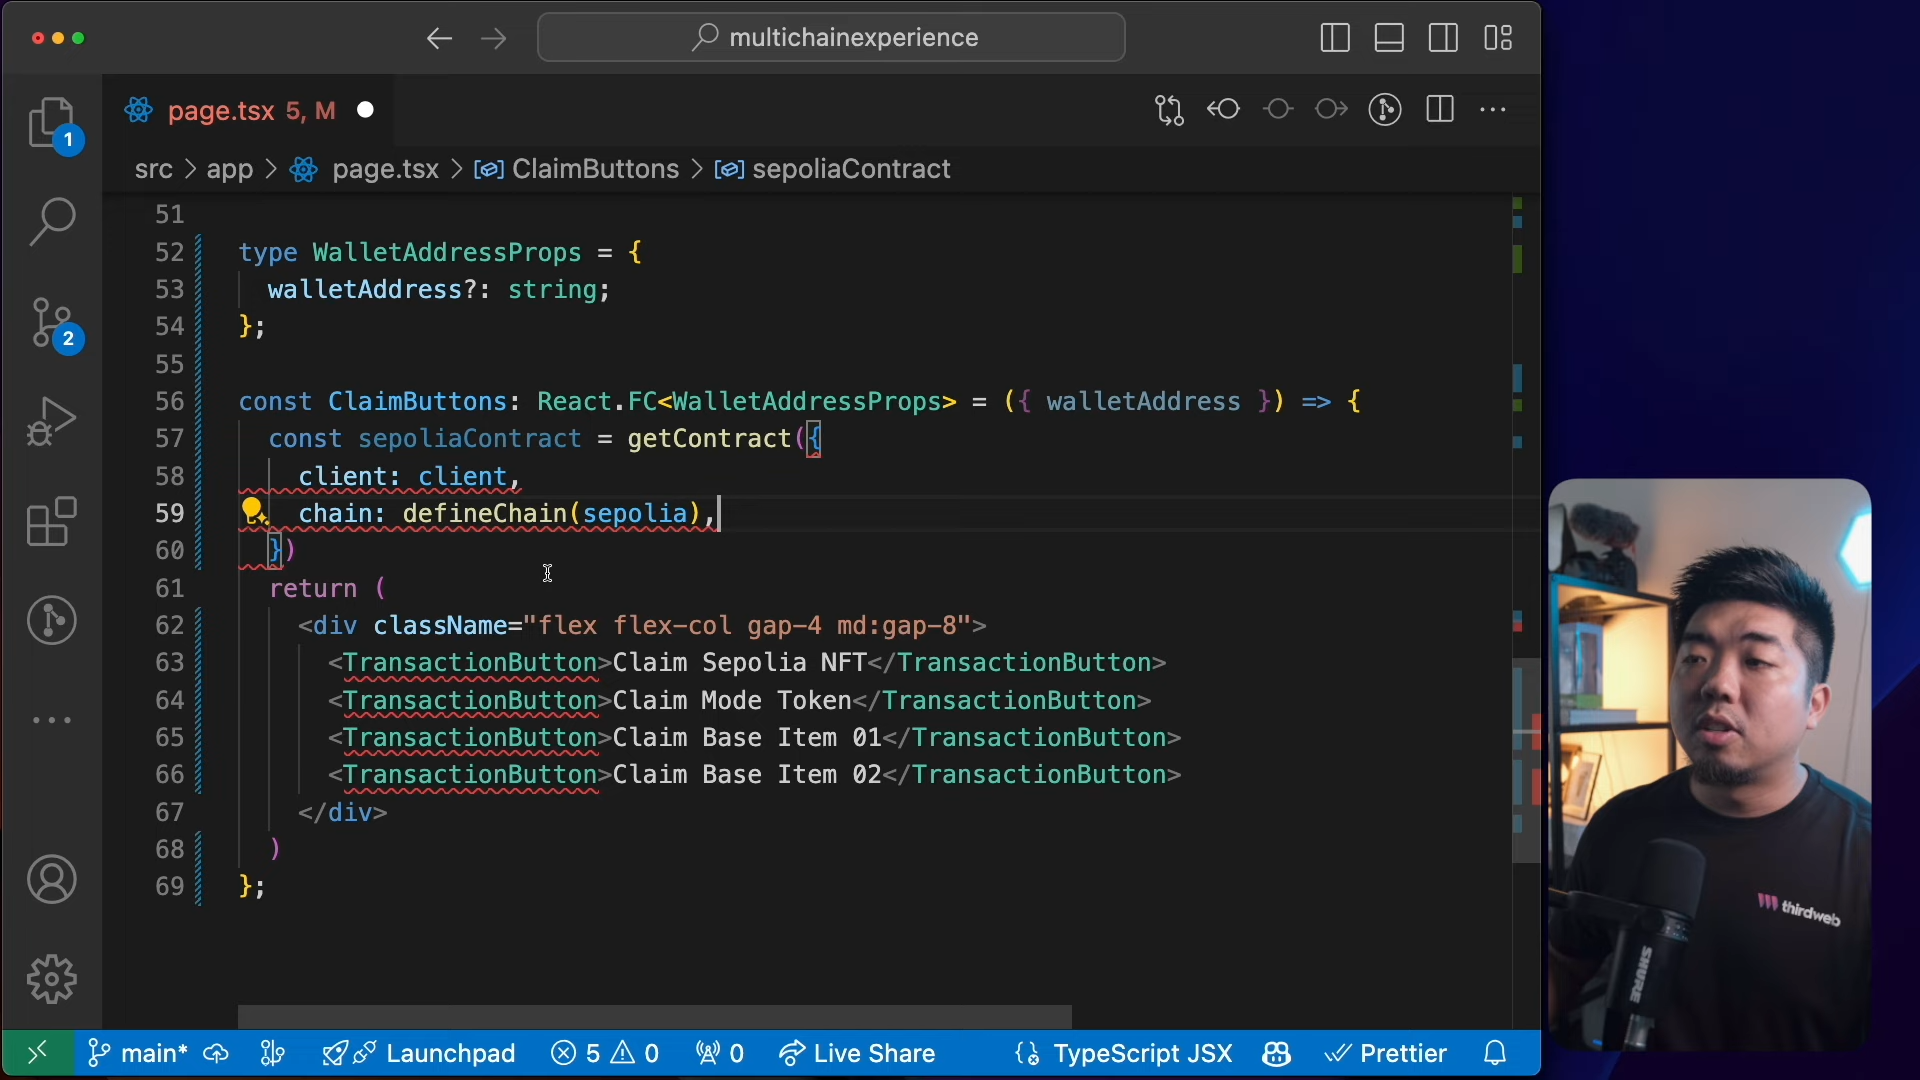 multichainexperience
1
page.tsx 5, M
src > app > page.tsx > ClaimButtons > sepoliaContract
51
52 type WalletAddressProps = {
53 walletAddress?: string;
54 };
55
56 const ClaimButtons: React.FC<WalletAddressProps> = ({ walletAddress }) => {
57 const sepoliaContract = getContract({
58 client: client,
59 chain: defineChain(sepolia),
60 })
61 return (
62 <div className="flex flex-col gap-4 md:gap-8">
63 <TransactionButton>Claim Sepolia NFT</TransactionButton>
64 <TransactionButton>Claim Mode Token</TransactionButton>
65 <TransactionButton>Claim Base Item 01</TransactionButton>
66 <TransactionButton>Claim Base Item 02</TransactionButton>
67 </div>
68 )
69 };
2
thirdweb
SHURE
main* Launchpad 5 0 0 Live Share TypeScript JSX Prettier